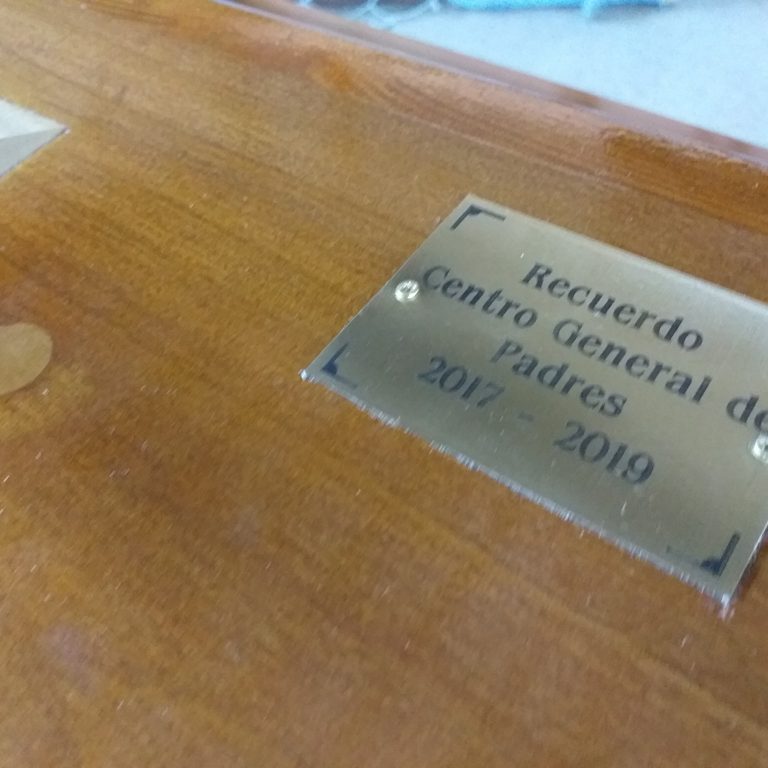 Recuerdo
Centro General de
Padres
2017 - 2019